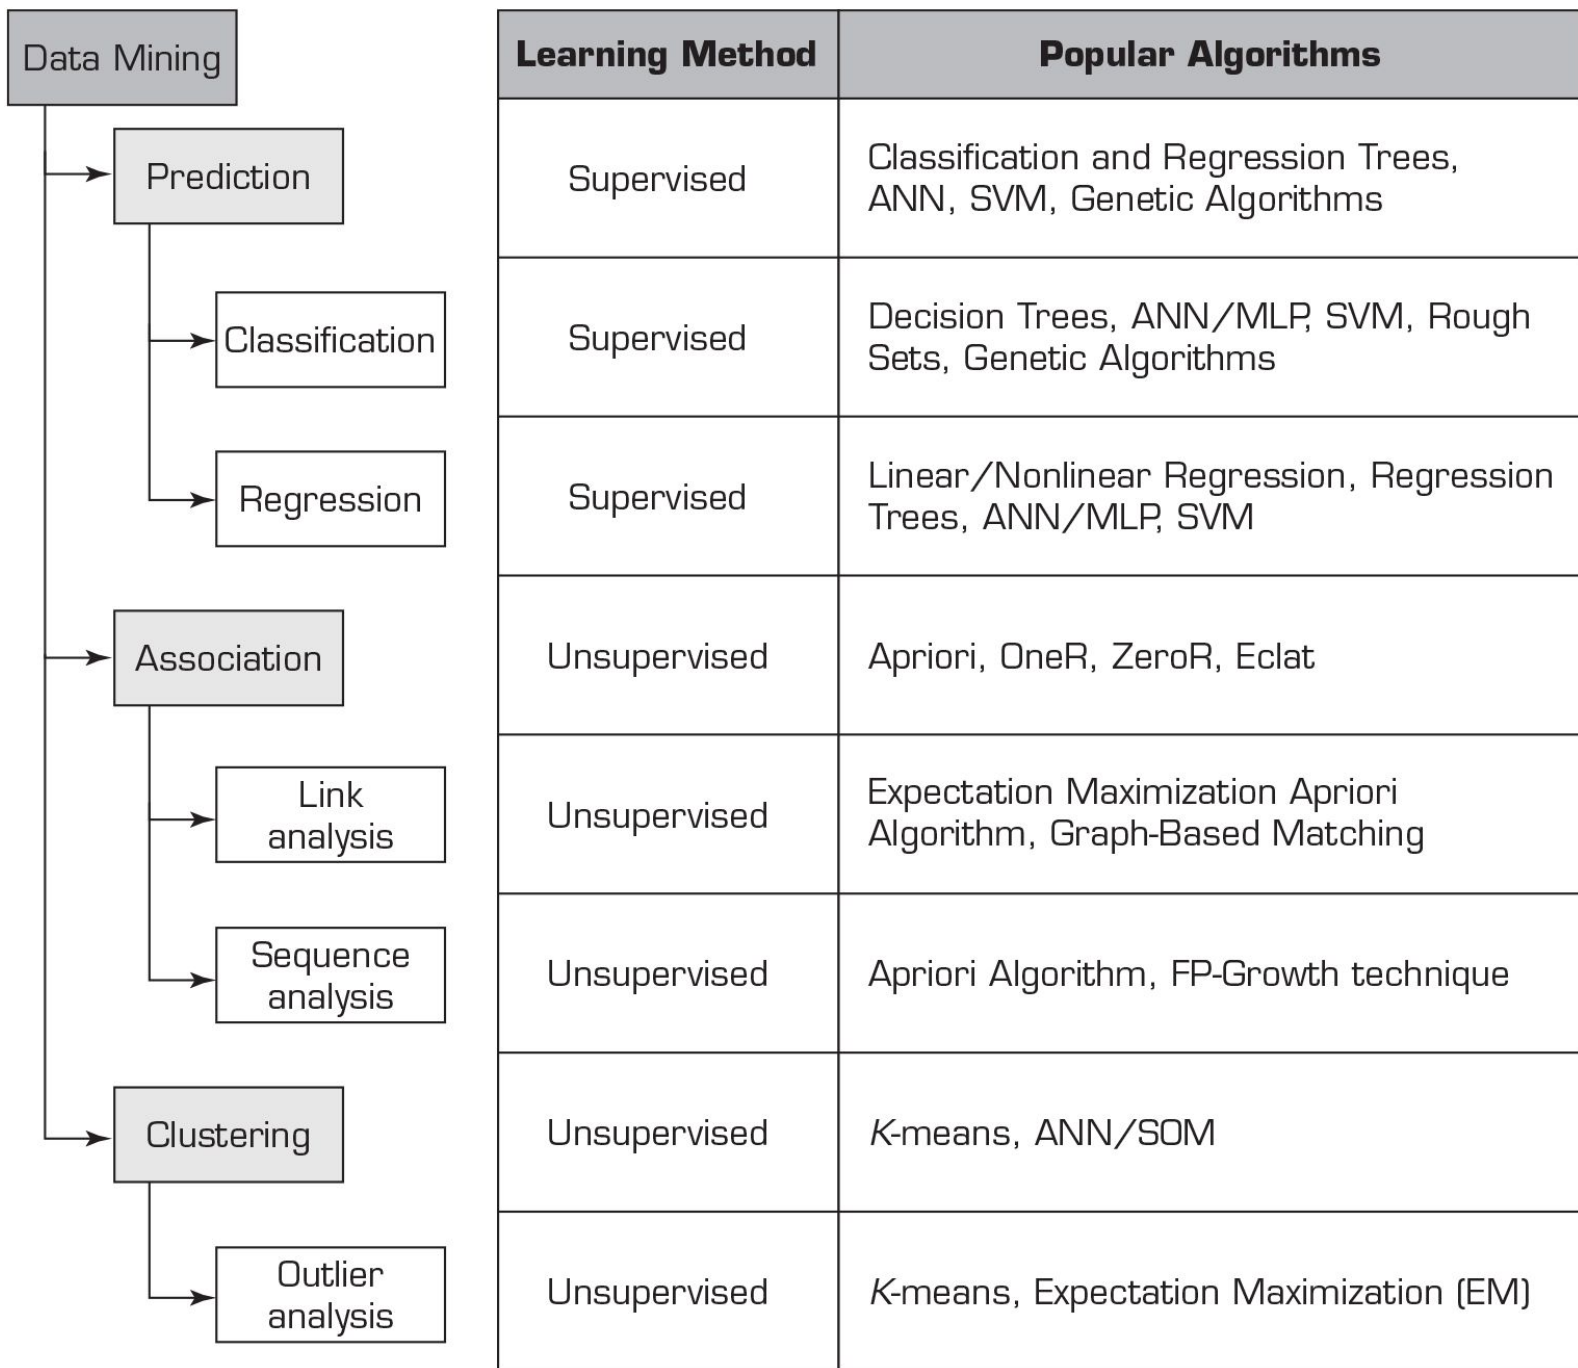 Data Mining
Learning Method
Popular Algorithms
Prediction
Supervised
Classification and Regression Trees,
ANN, SVM, Genetic Algorithms
Classification
Supervised
Decision Trees, ANN/MLP, SVM, Rough
Sets, Genetic Algorithms
Regression
Supervised
Linear/Nonlinear Regression, Regression
Trees, ANN/MLP, SVM
Association
Unsupervised
Apriori, OneR, ZeroR, Eclat
Link
analysis
Unsupervised
Expectation Maximization Apriori
Algorithm, Graph-Based Matching
Sequence
analysis
Unsupervised
Apriori Algorithm, FP-Growth technique
Clustering
Unsupervised
K-means, ANN/SOM
Outlier
analysis
Unsupervised
K-means, Expectation Maximization (EM)